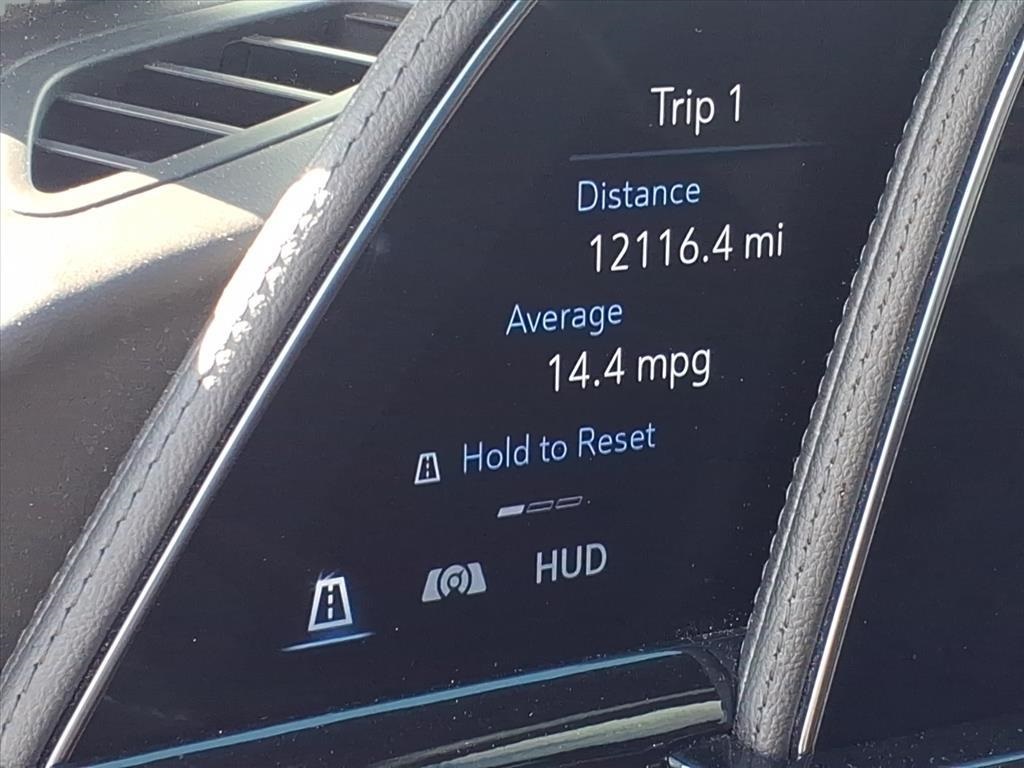 Trip 1
Distance
12116.4 mi
Average
14.4 mpg
Hold to Reset
HUD